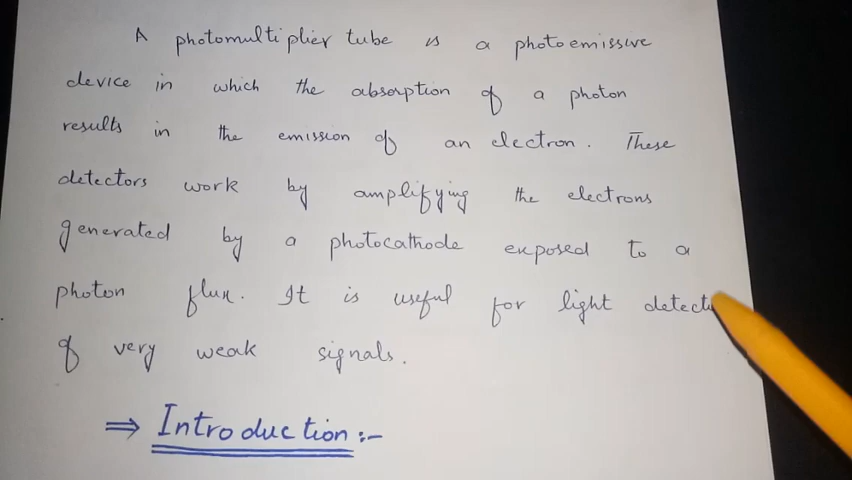 A photomultiplier tube is a photoemissive
device in which the absorption of a photon
results in the emission of an electron. These
detectors work by amplifying the electrons
generated by a photocathode exposed to a
photon flux. It is useful for light
of very weak signals.
⇒ Introduction :-